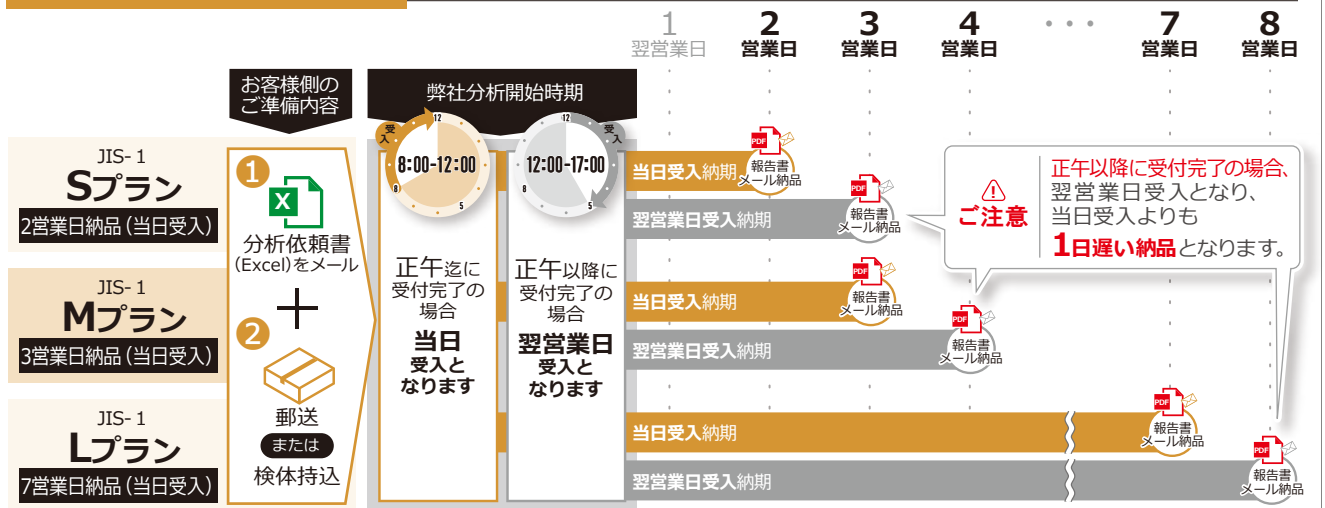 1
翌営業日
2
営業日
3
営業日
4
営業日
・・・
7
営業日
8
営業日
お客様側の
ご準備内容
弊社分析開始時期
JIS-1
Sプラン
2営業日納品(当日受入)
JIS-1
Mプラン
3営業日納品(当日受入)
JIS-1
Lプラン
7営業日納品(当日受入)
1
X
分析依頼書
(Excel)をメール
+
2
郵送
または
検体持込
受入
12
8:00-12:00
8
5
正午迄に
受付完了の
場合
当日
受入と
なります
12
受入
12:00-17:00
8
5
正午以降に
受付完了の
場合
翌営業日
受入と
なります
当日受入納期
PDF
報告書
メール納品
翌営業日受入納期
PDF
報告書
メール納品
当日受入納期
PDF
報告書
メール納品
翌営業日受入納期
PDF
報告書
メール納品
当日受入納期
PDF
報告書
メール納品
翌営業日受入納期
PDF
報告書
メール納品
ご注意
正午以降に受付完了の場合、
翌営業日受入となり、
当日受入よりも
1日遅い納品となります。